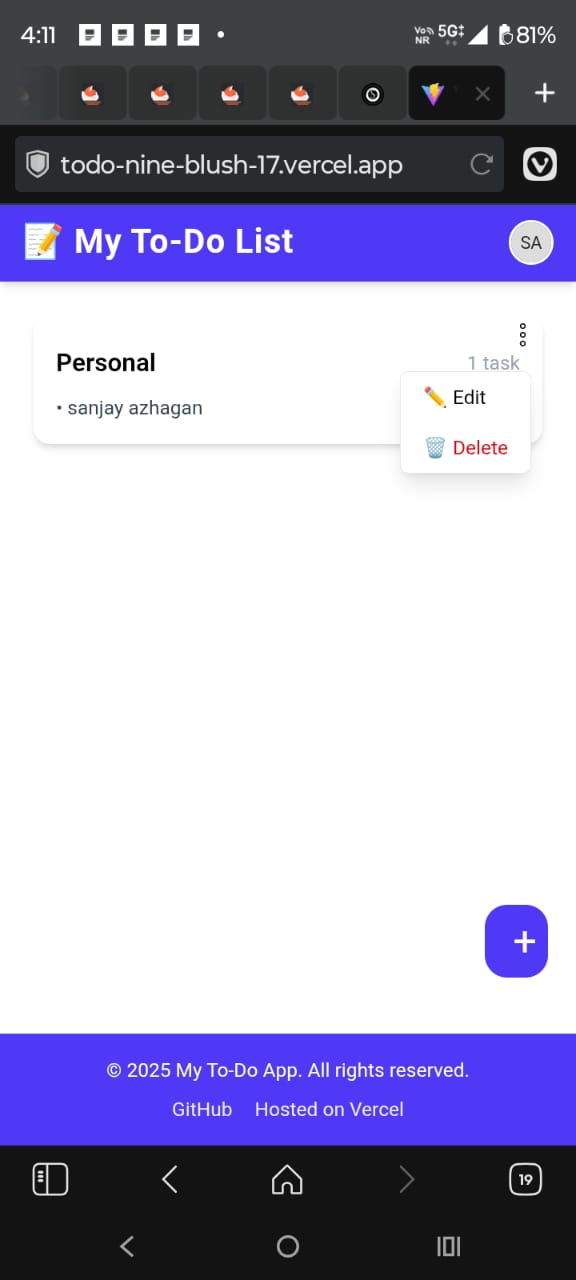 4:11 Vo NR 5G 81%
todo-nine-blush-17.vercel.app
My To-Do List SA
Personal
1 task
• sanjay azhagan
Edit
Delete
+
© 2025 My To-Do App. All rights reserved.
GitHub Hosted on Vercel
19